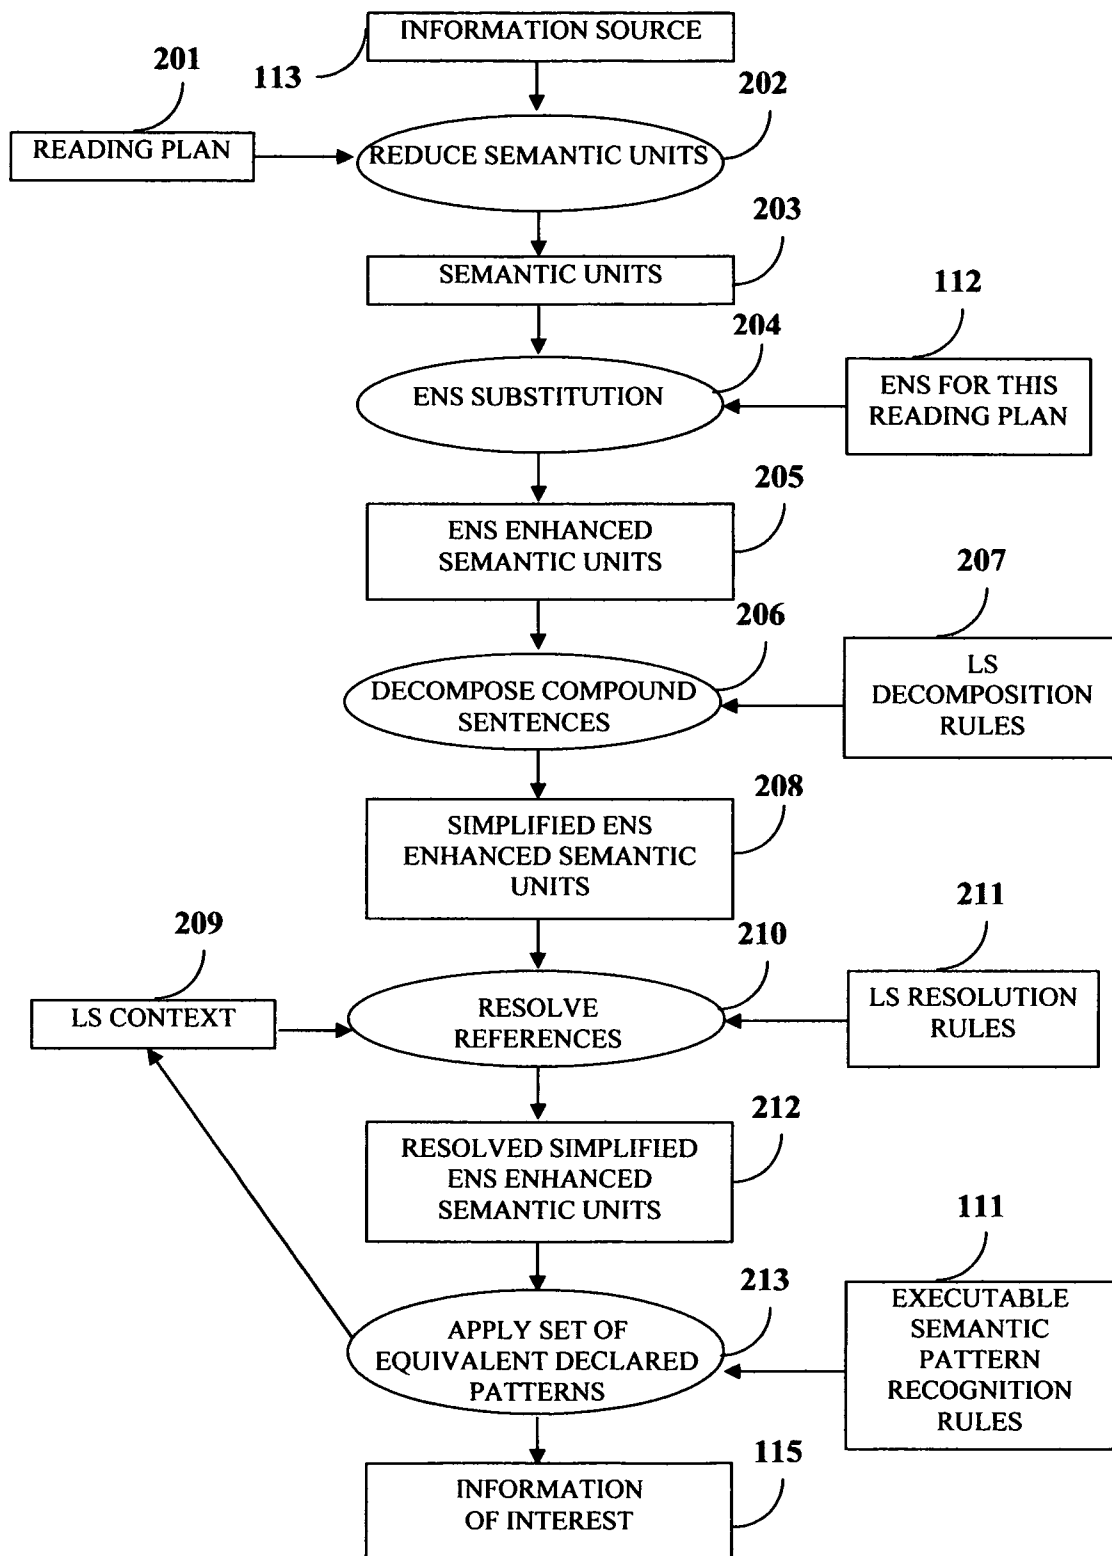 INFORMATION SOURCE
113
201
202
READING PLAN
REDUCE SEMANTIC UNITS
203
SEMANTIC UNITS
112
204
ENS SUBSTITUTION
ENS FOR THIS
READING PLAN
205
ENS ENHANCED
SEMANTIC UNITS
207
206
DECOMPOSE COMPOUND
SENTENCES
LS
DECOMPOSITION
RULES
208
SIMPLIFIED ENS
ENHANCED SEMANTIC
UNITS
211
209
210
LS CONTEXT
RESOLVE
REFERENCES
LS RESOLUTION
RULES
212
RESOLVED SIMPLIFIED
ENS ENHANCED
SEMANTIC UNITS
111
213
APPLY SET OF
EQUIVALENT DECLARED
PATTERNS
EXECUTABLE
SEMANTIC
PATTERN
RECOGNITION
RULES
115
INFORMATION
OF INTEREST